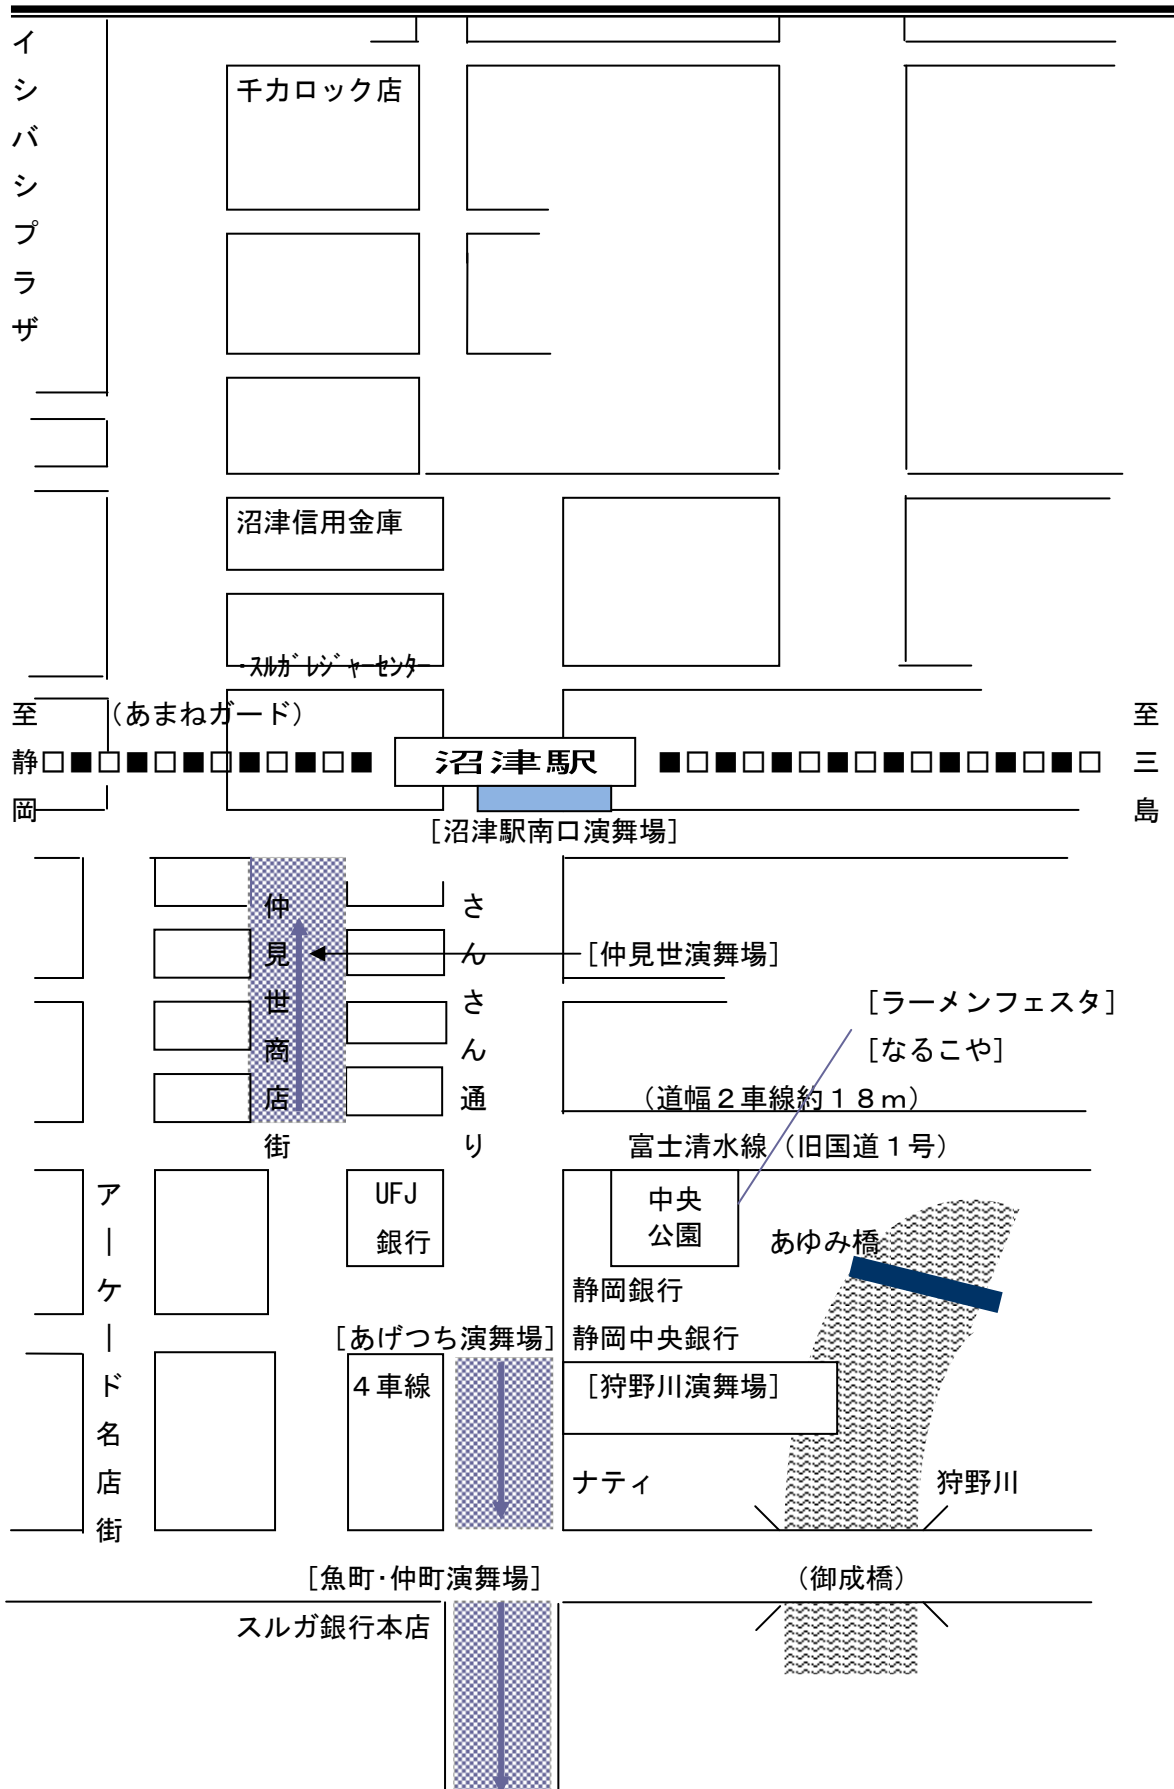 イシバシプラザ
千力ロック店
沼津信用金庫
・ｽﾙｶﾞﾚｼﾞｬｰｾﾝﾀｰ
至静岡
（あまねガード）
沼津駅
至三島
［沼津駅南口演舞場］
仲見世商店街
さんさん通り
［仲見世演舞場］
［ラーメンフェスタ］
［なるこや］
（道幅２車線約１８ｍ）
富士清水線（旧国道１号）
アーケード名店街
UFJ
銀行
中央
公園
あゆみ橋
静岡銀行
［あげつち演舞場］
静岡中央銀行
４車線
［狩野川演舞場］
ナティ
狩野川
［魚町・仲町演舞場］
（御成橋）
スルガ銀行本店